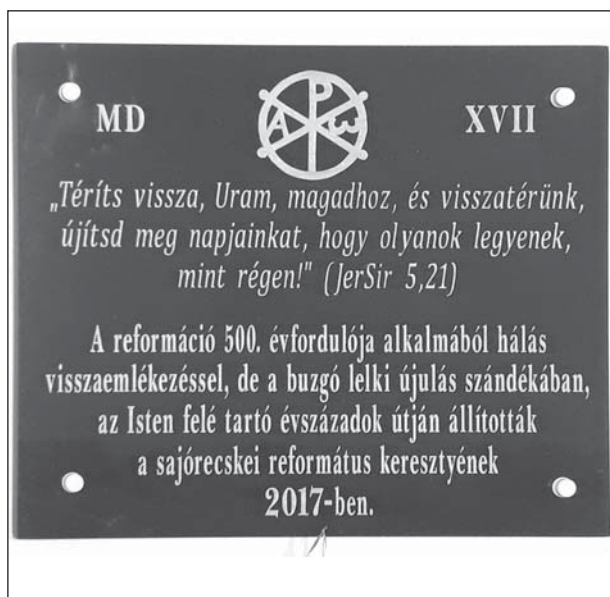 MD XVII
A P ω
„Téríts vissza, Uram, magadhoz, és visszatérünk,
újítsd meg napjainkat, hogy olyanok legyenek,
mint régen!" (JerSir 5,21)
A reformáció 500. évfordulója alkalmából hálás
visszaemlékezéssel, de a buzgó lelki újulás szándékában,
az Isten felé tartó évszázadok útján állították
a sajórecskei református keresztyének
2017-ben.